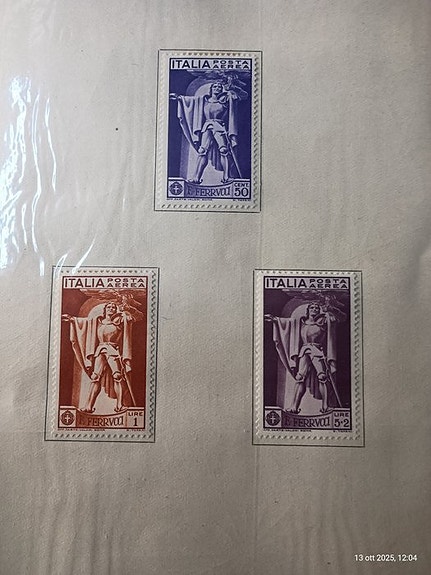 ITALIA POSTA AEREA
F. FERRUCCI CENT. 50
ITALIA POSTA AEREA
F. FERRUCCI LIRE 1
ITALIA POSTA AEREA
F. FERRUCCI LIRE 5+2
13 ott 2025, 12:04